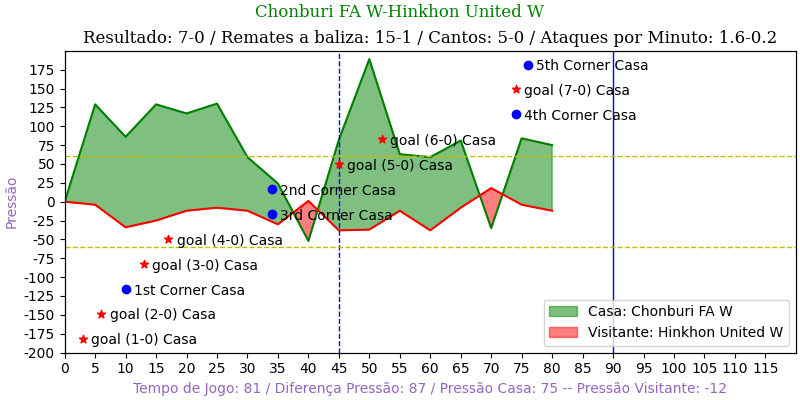 Chonburi FA W-Hinkhon United W
Resultado: 7-0 / Remates a baliza: 15-1 / Cantos: 5-0 / Ataques por Minuto: 1.6-0.2
Pressão
175
150
125
100
75
50
25
0
-25
-50
-75
-100
-125
-150
-175
-200
5th Corner Casa
goal (7-0) Casa
4th Corner Casa
goal (6-0) Casa
goal (5-0) Casa
2nd Corner Casa
3rd Corner Casa
goal (4-0) Casa
goal (3-0) Casa
1st Corner Casa
goal (2-0) Casa
goal (1-0) Casa
Casa: Chonburi FA W
Visitante: Hinkhon United W
0 5 10 15 20 25 30 35 40 45 50 55 60 65 70 75 80 85 90 95 100 105 110 115
Tempo de Jogo: 81 / Diferença Pressão: 87 / Pressão Casa: 75 -- Pressão Visitante: -12